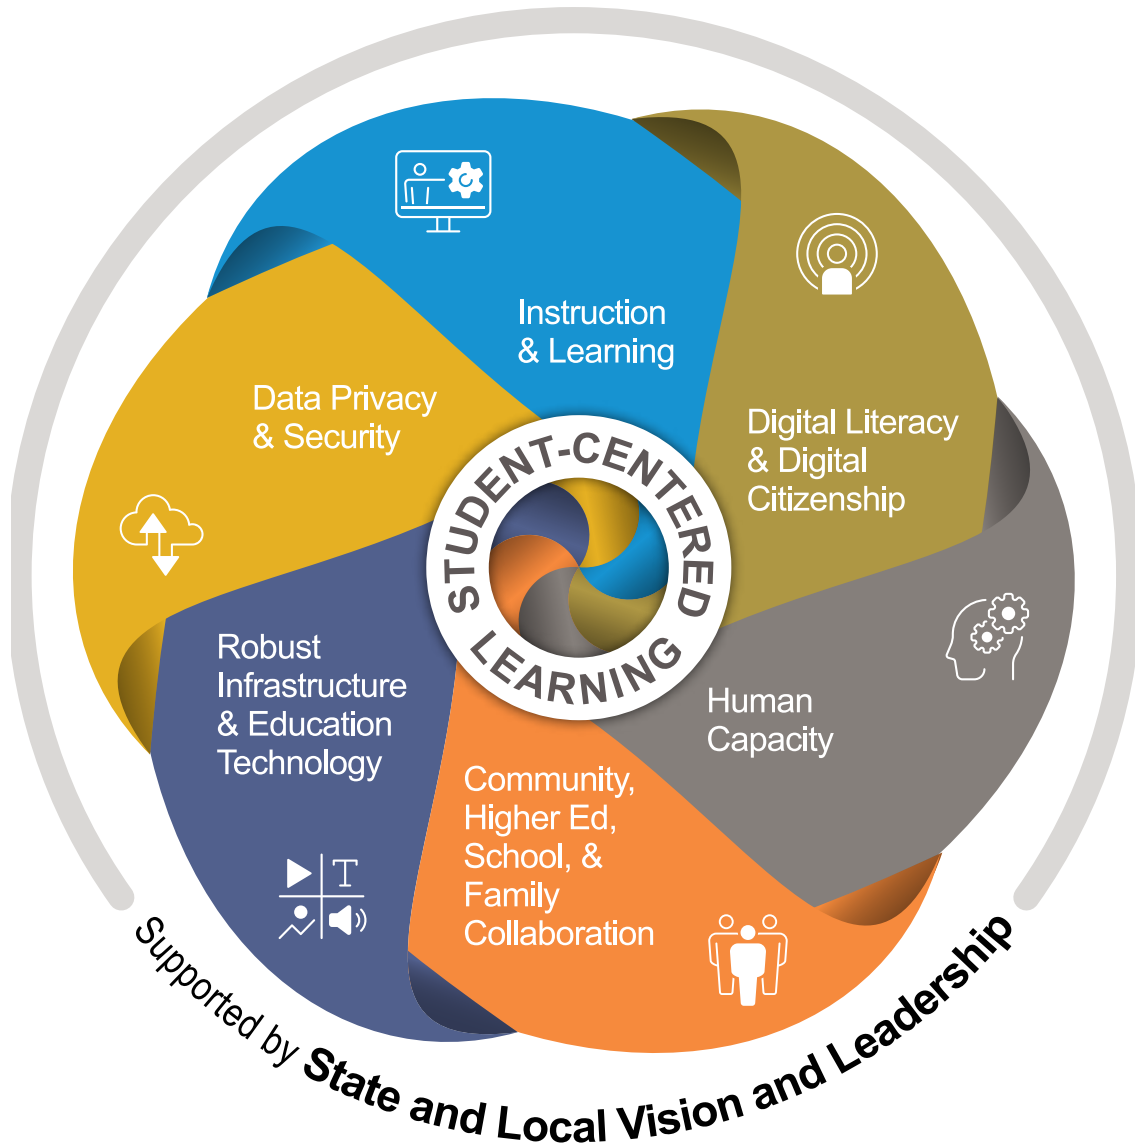 Instruction
& Learning
Digital Literacy
& Digital
Citizenship
Human
Capacity
Community,
Higher Ed,
School, &
Family
Collaboration
Robust
Infrastructure
& Education
Technology
Data Privacy
& Security
STUDENT-CENTERED
LEARNING
T
Supported by State and Local Vision and Leadership